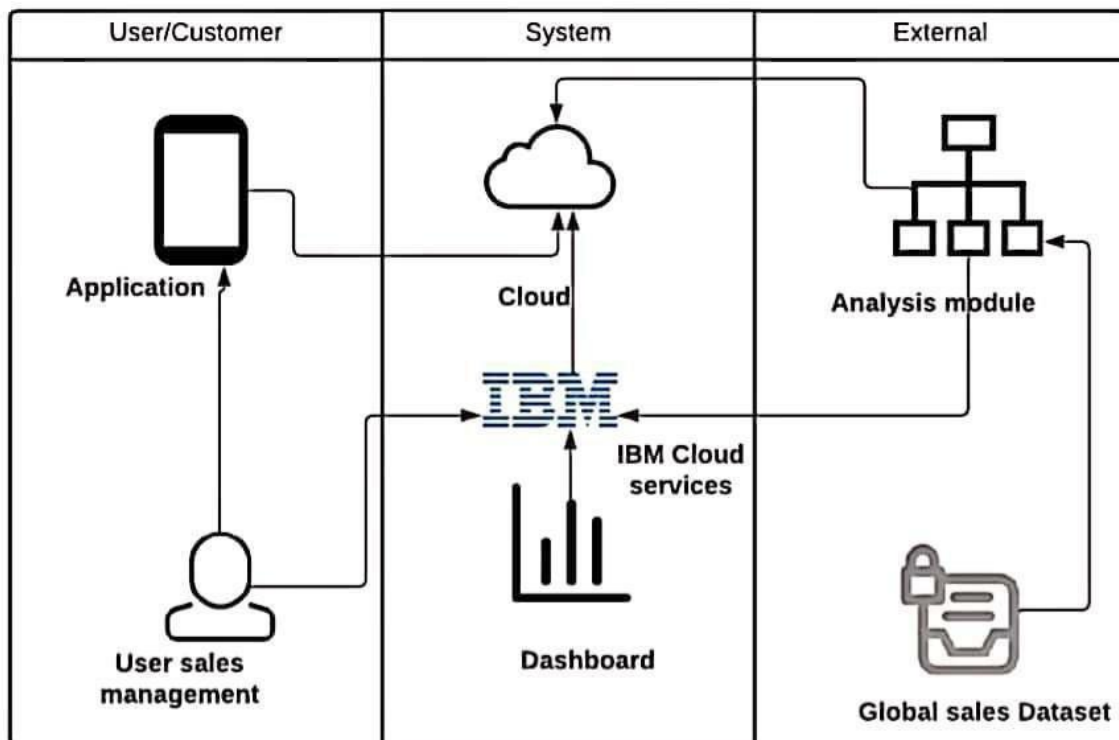 User/Customer
System
External
Application
Cloud
Analysis module
IBM
IBM Cloud
services
User sales
management
Dashboard
Global sales Dataset